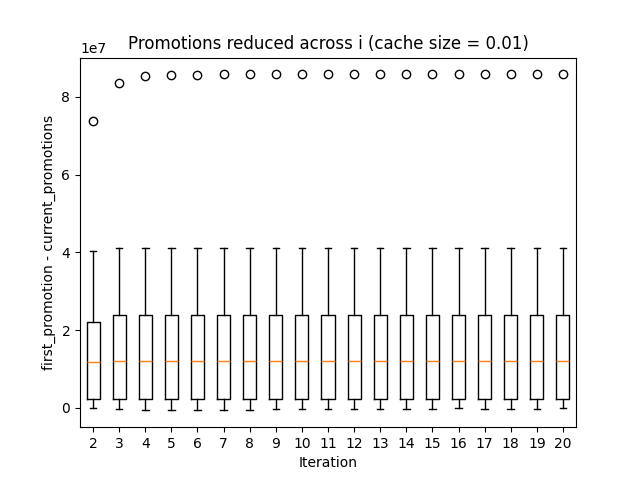 Promotions reduced across i (cache size = 0.01)
1e7
8
6
4
2
0
first_promotion - current_promotions
2 3 4 5 6 7 8 9 10 11 12 13 14 15 16 17 18 19 20
Iteration